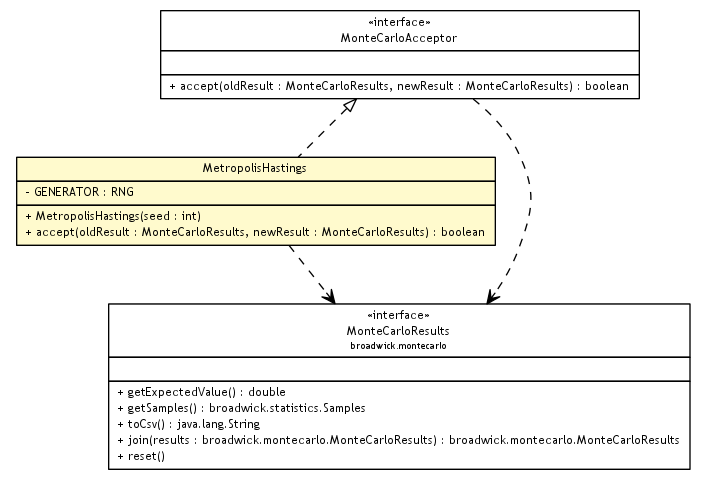 «interface»
MonteCarloAcceptor
+ accept(oldResult : MonteCarloResults, newResult : MonteCarloResults) : boolean
MetropolisHastings
- GENERATOR : RNG
+ MetropolisHastings(seed : int)
+ accept(oldResult : MonteCarloResults, newResult : MonteCarloResults) : boolean
«interface»
MonteCarloResults
broadwick.montecarlo
+ getExpectedValue() : double
+ getSamples() : broadwick.statistics.Samples
+ toCsv() : java.lang.String
+ join(results : broadwick.montecarlo.MonteCarloResults) : broadwick.montecarlo.MonteCarloResults
+ reset()